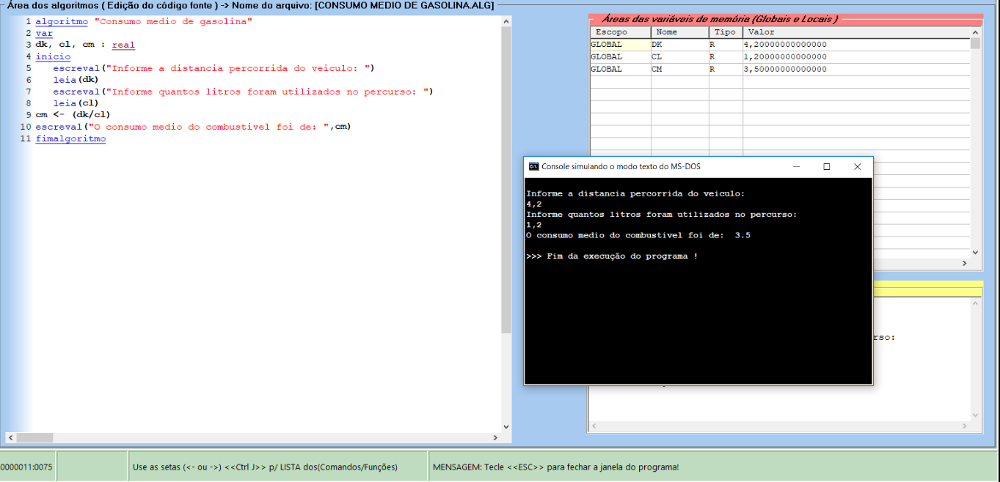 Área dos algoritmos ( Edição do código fonte ) -> Nome do arquivo: [CONSUMO MEDIO DE GASOLINA.ALG]
1 algoritmo "Consumo medio de gasolina"
2 var
3 dk, cl, cm : real
4 inicio
5 escreval("Informe a distancia percorrida do veiculo: ")
6 leia(dk)
7 escreval("Informe quantos litros foram utilizados no percurso: ")
8 leia(cl)
9 cm <- (dk/cl)
10 escreval("O consumo medio do combustivel foi de: ",cm)
11 fimalgoritmo
Áreas das variáveis de memória (Globais e Locais )
Escopo Nome Tipo Valor
GLOBAL DK R 4,20000000000000
GLOBAL CL R 1,20000000000000
GLOBAL CM R 3,50000000000000
Console simulando o modo texto do MS-DOS
Informe a distancia percorrida do veiculo:
4,2
Informe quantos litros foram utilizados no percurso:
1,2
O consumo medio do combustivel foi de:  3.5
>>> Fim da execução do programa !
rso:
0000011:0075
Use as setas (<- ou ->) <<Ctrl J>> p/ LISTA dos(Comandos/Funções)
MENSAGEM: Tecle <<ESC>> para fechar a janela do programa!